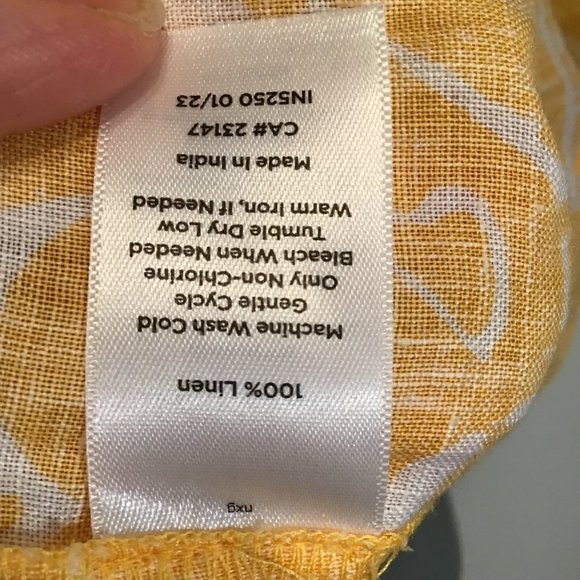 nxg
100% Linen
Machine Wash Cold
Gentle Cycle
Only Non-Chlorine
Bleach When Needed
Tumble Dry Low
Warm Iron, If Needed
Made In India
CA# 23147
IN5250 01/23